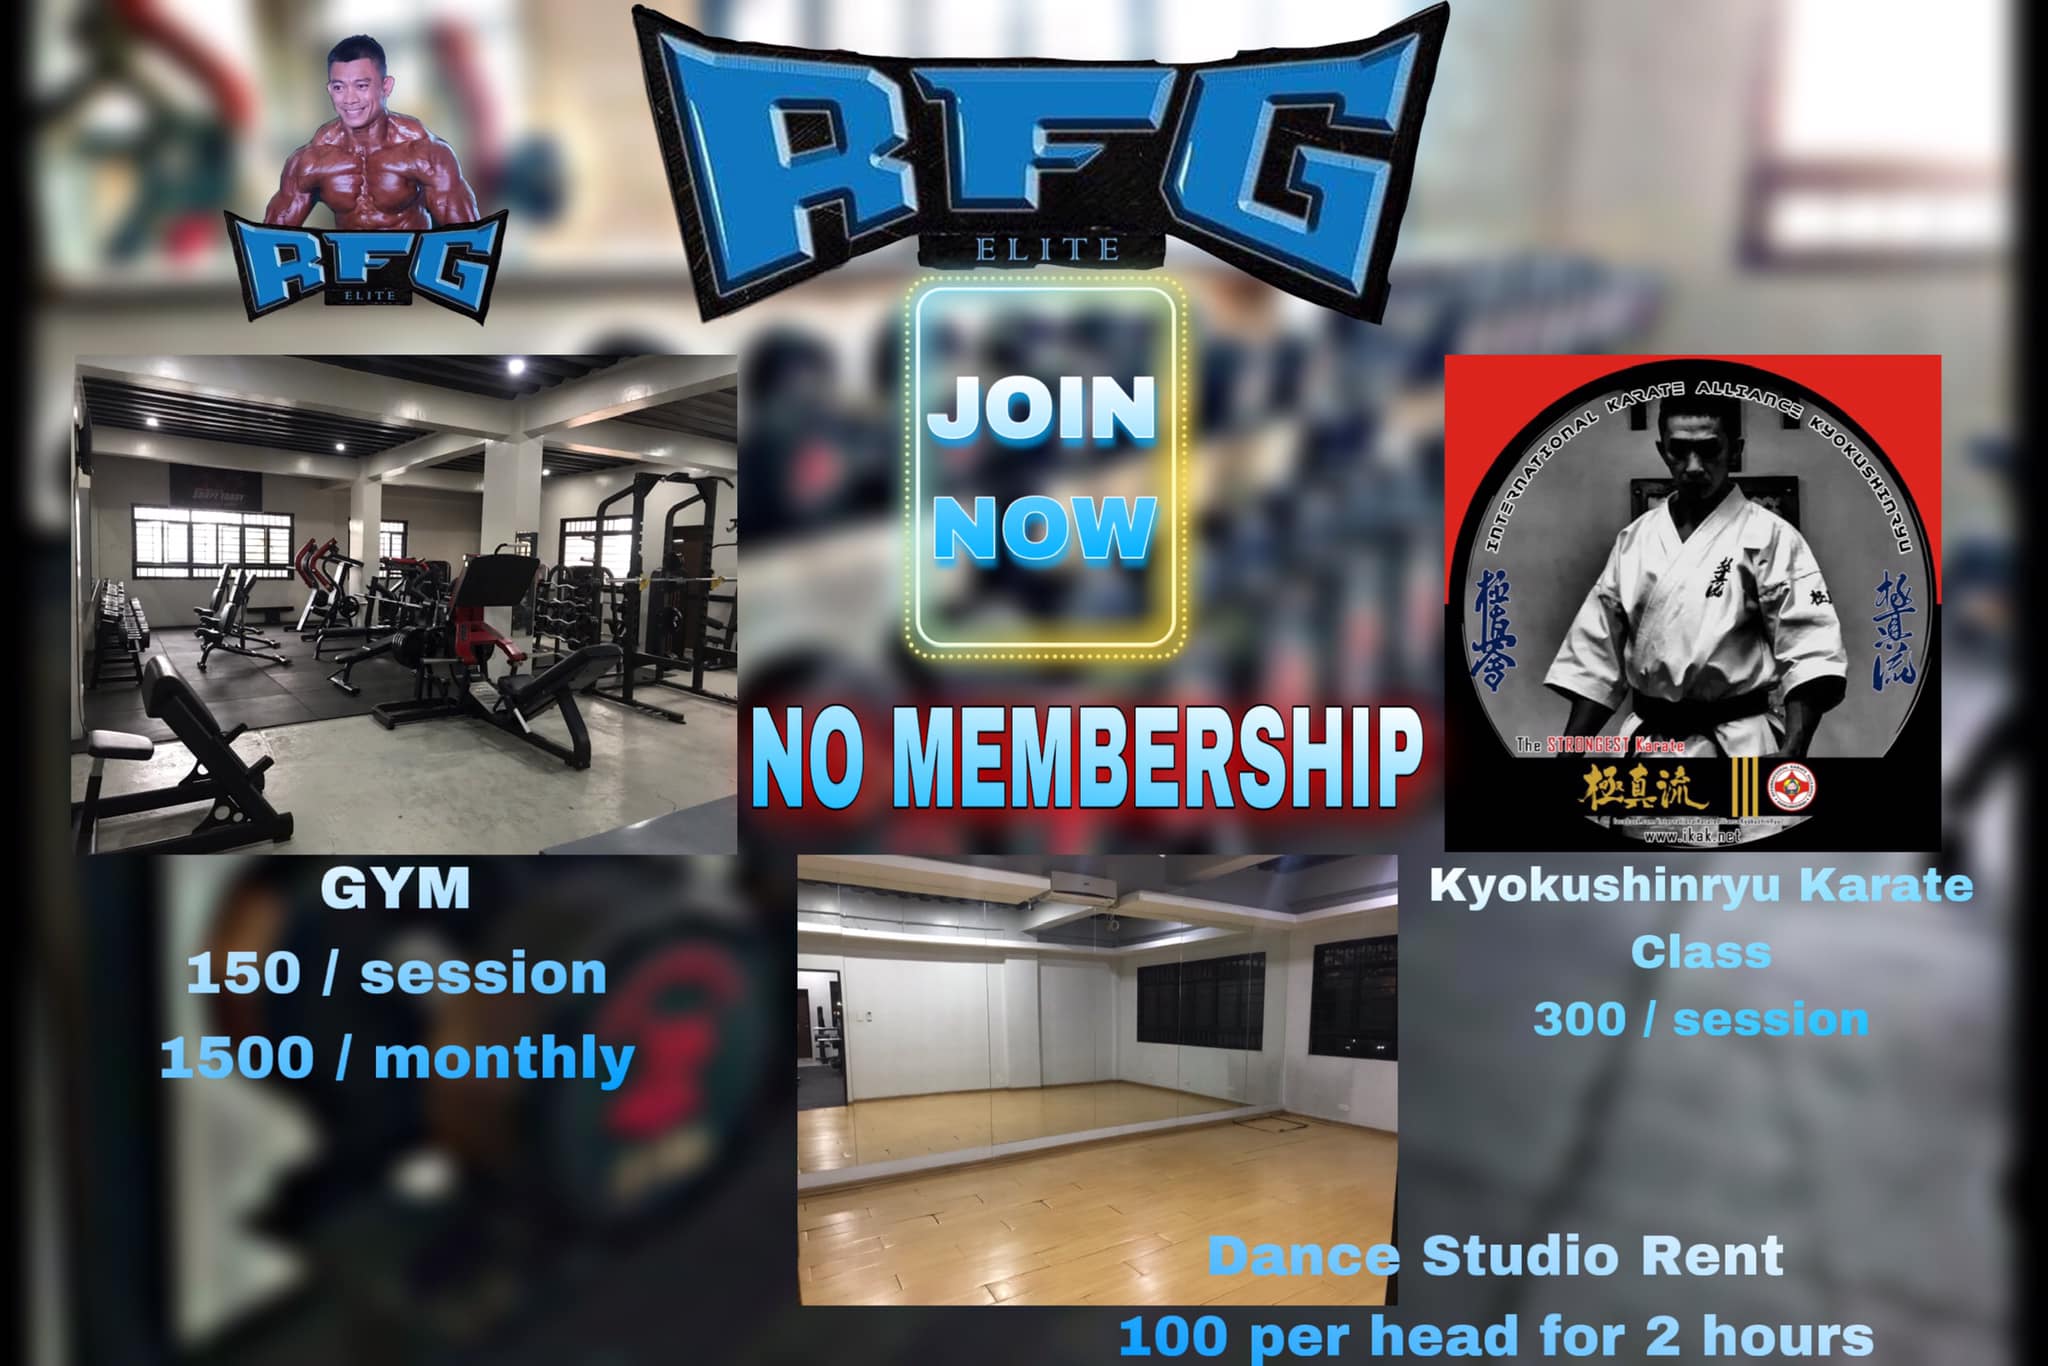 RFG
ELITE
RFG
ELITE
JOIN
NOW
NO MEMBERSHIP
INTERNATIONAL KARATE ALLIANCE KYOKUSHINRYU
極真会
極真流
The STRONGEST Karate
極真流
www.ikak.net
GYM
150 / session
1500 / monthly
Kyokushinryu Karate
Class
300 / session
Dance Studio Rent
100 per head for 2 hours